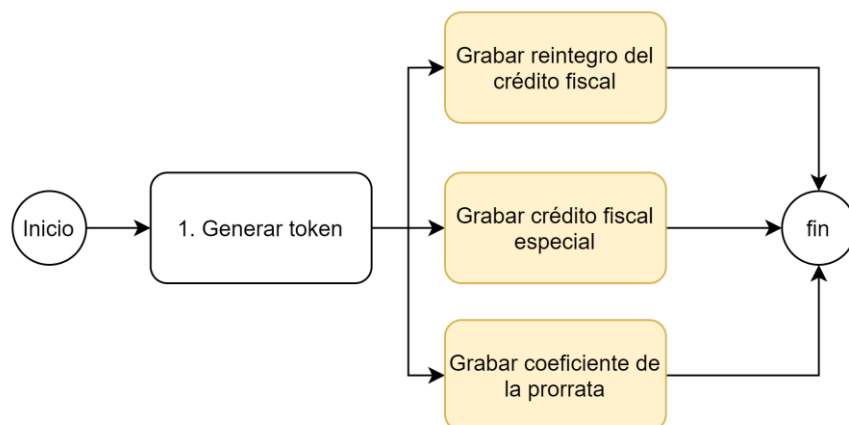 Inicio
1. Generar token
Grabar reintegro del
crédito fiscal
Grabar crédito fiscal
especial
Grabar coeficiente de
la prorrata
fin